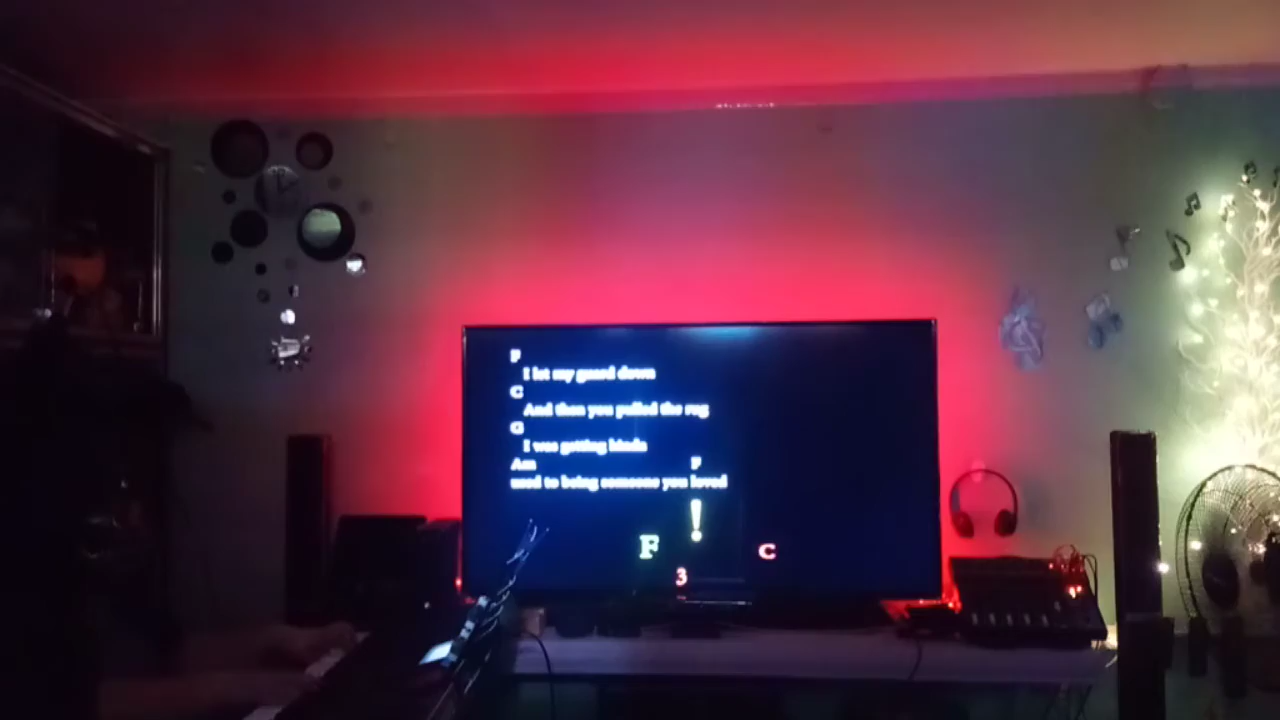 F
I let my guard down
C
And then you pulled the rug
G
I was getting kinda
Am F
used to being someone you loved
!
F C
3